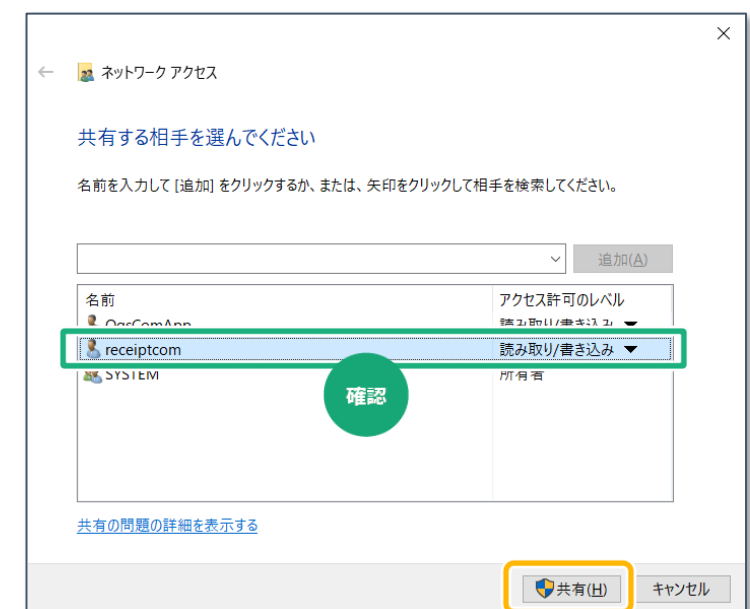 ネットワーク アクセス
共有する相手を選んでください
名前を入力して [追加] をクリックするか、または、矢印をクリックして相手を検索してください。
追加(A)
名前 アクセス許可のレベル
OqsComApp 読み取り/書き込み
receiptcom 読み取り/書き込み
SYSTEM 所有者
確認
共有の問題の詳細を表示する
共有(H) キャンセル